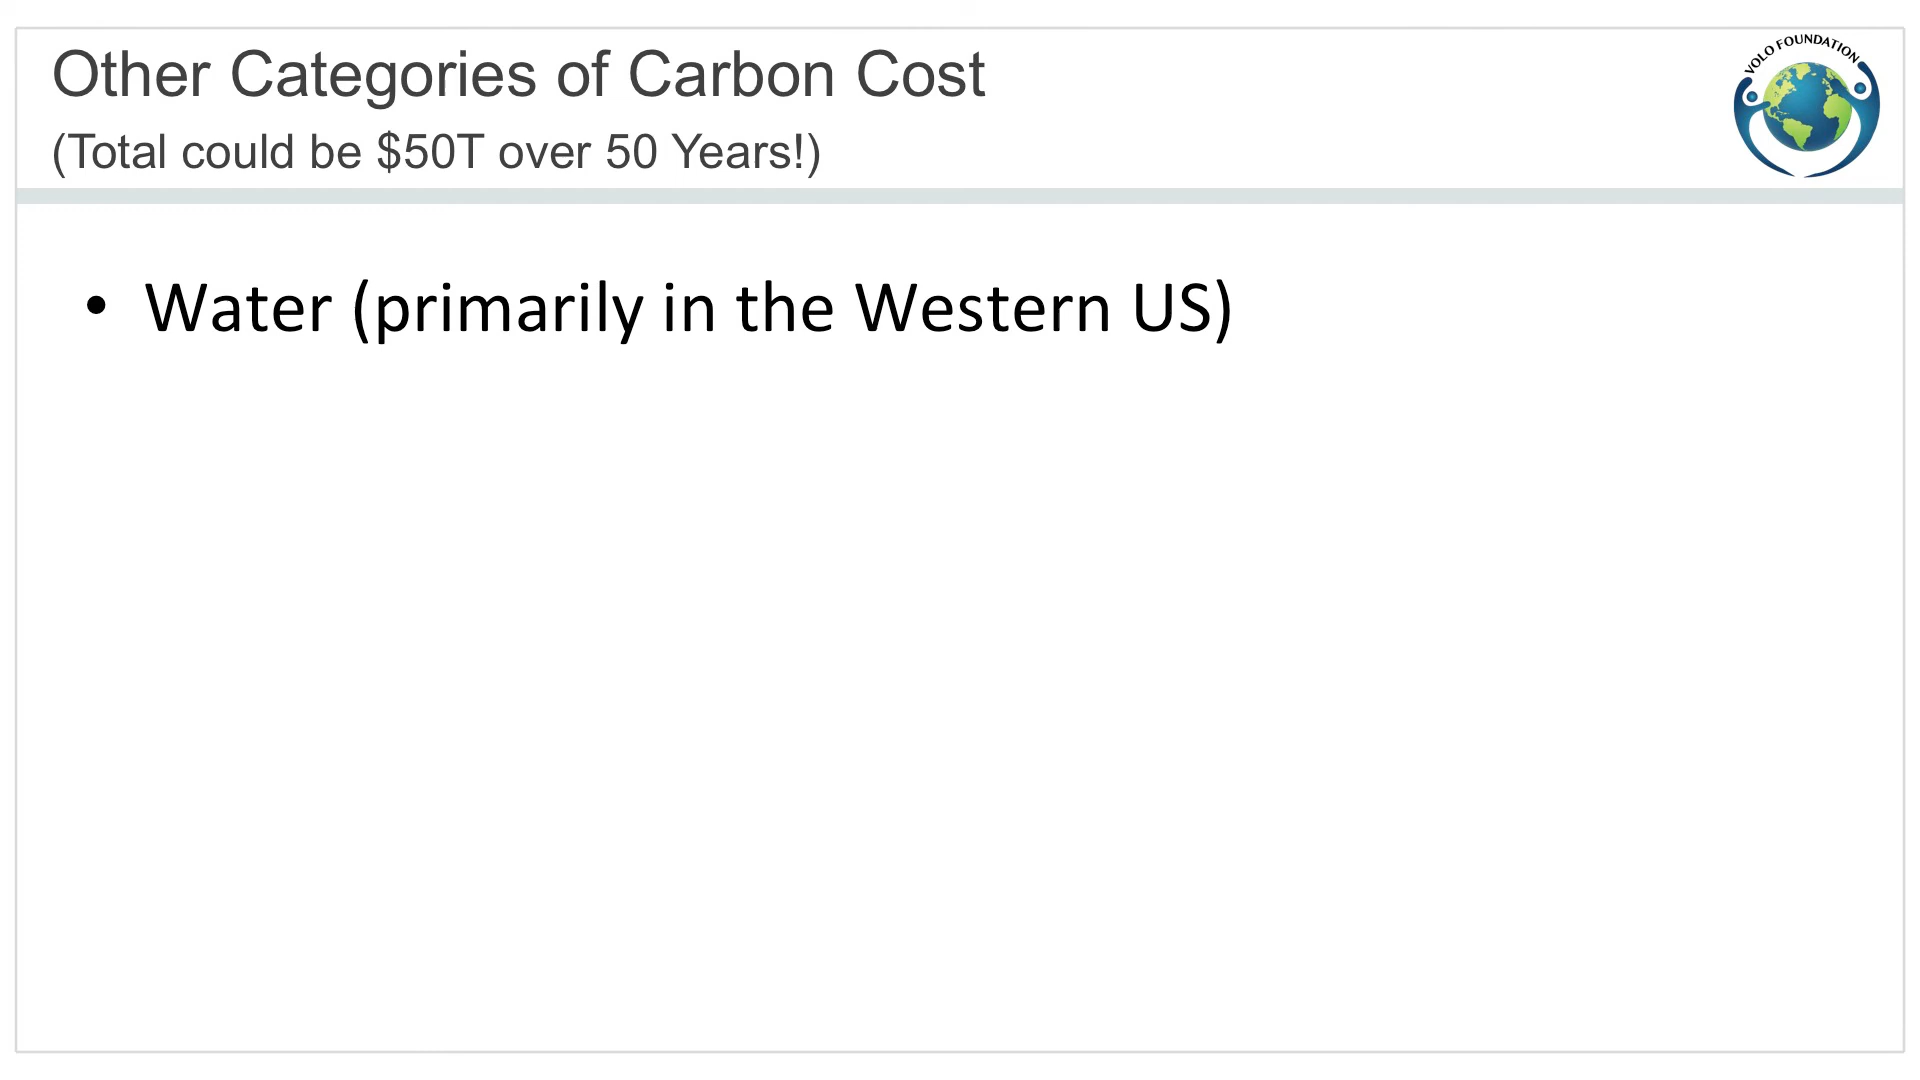 Other Categories of Carbon Cost
(Total could be $50T over 50 Years!)
VOLO FOUNDATION
• Water (primarily in the Western US)